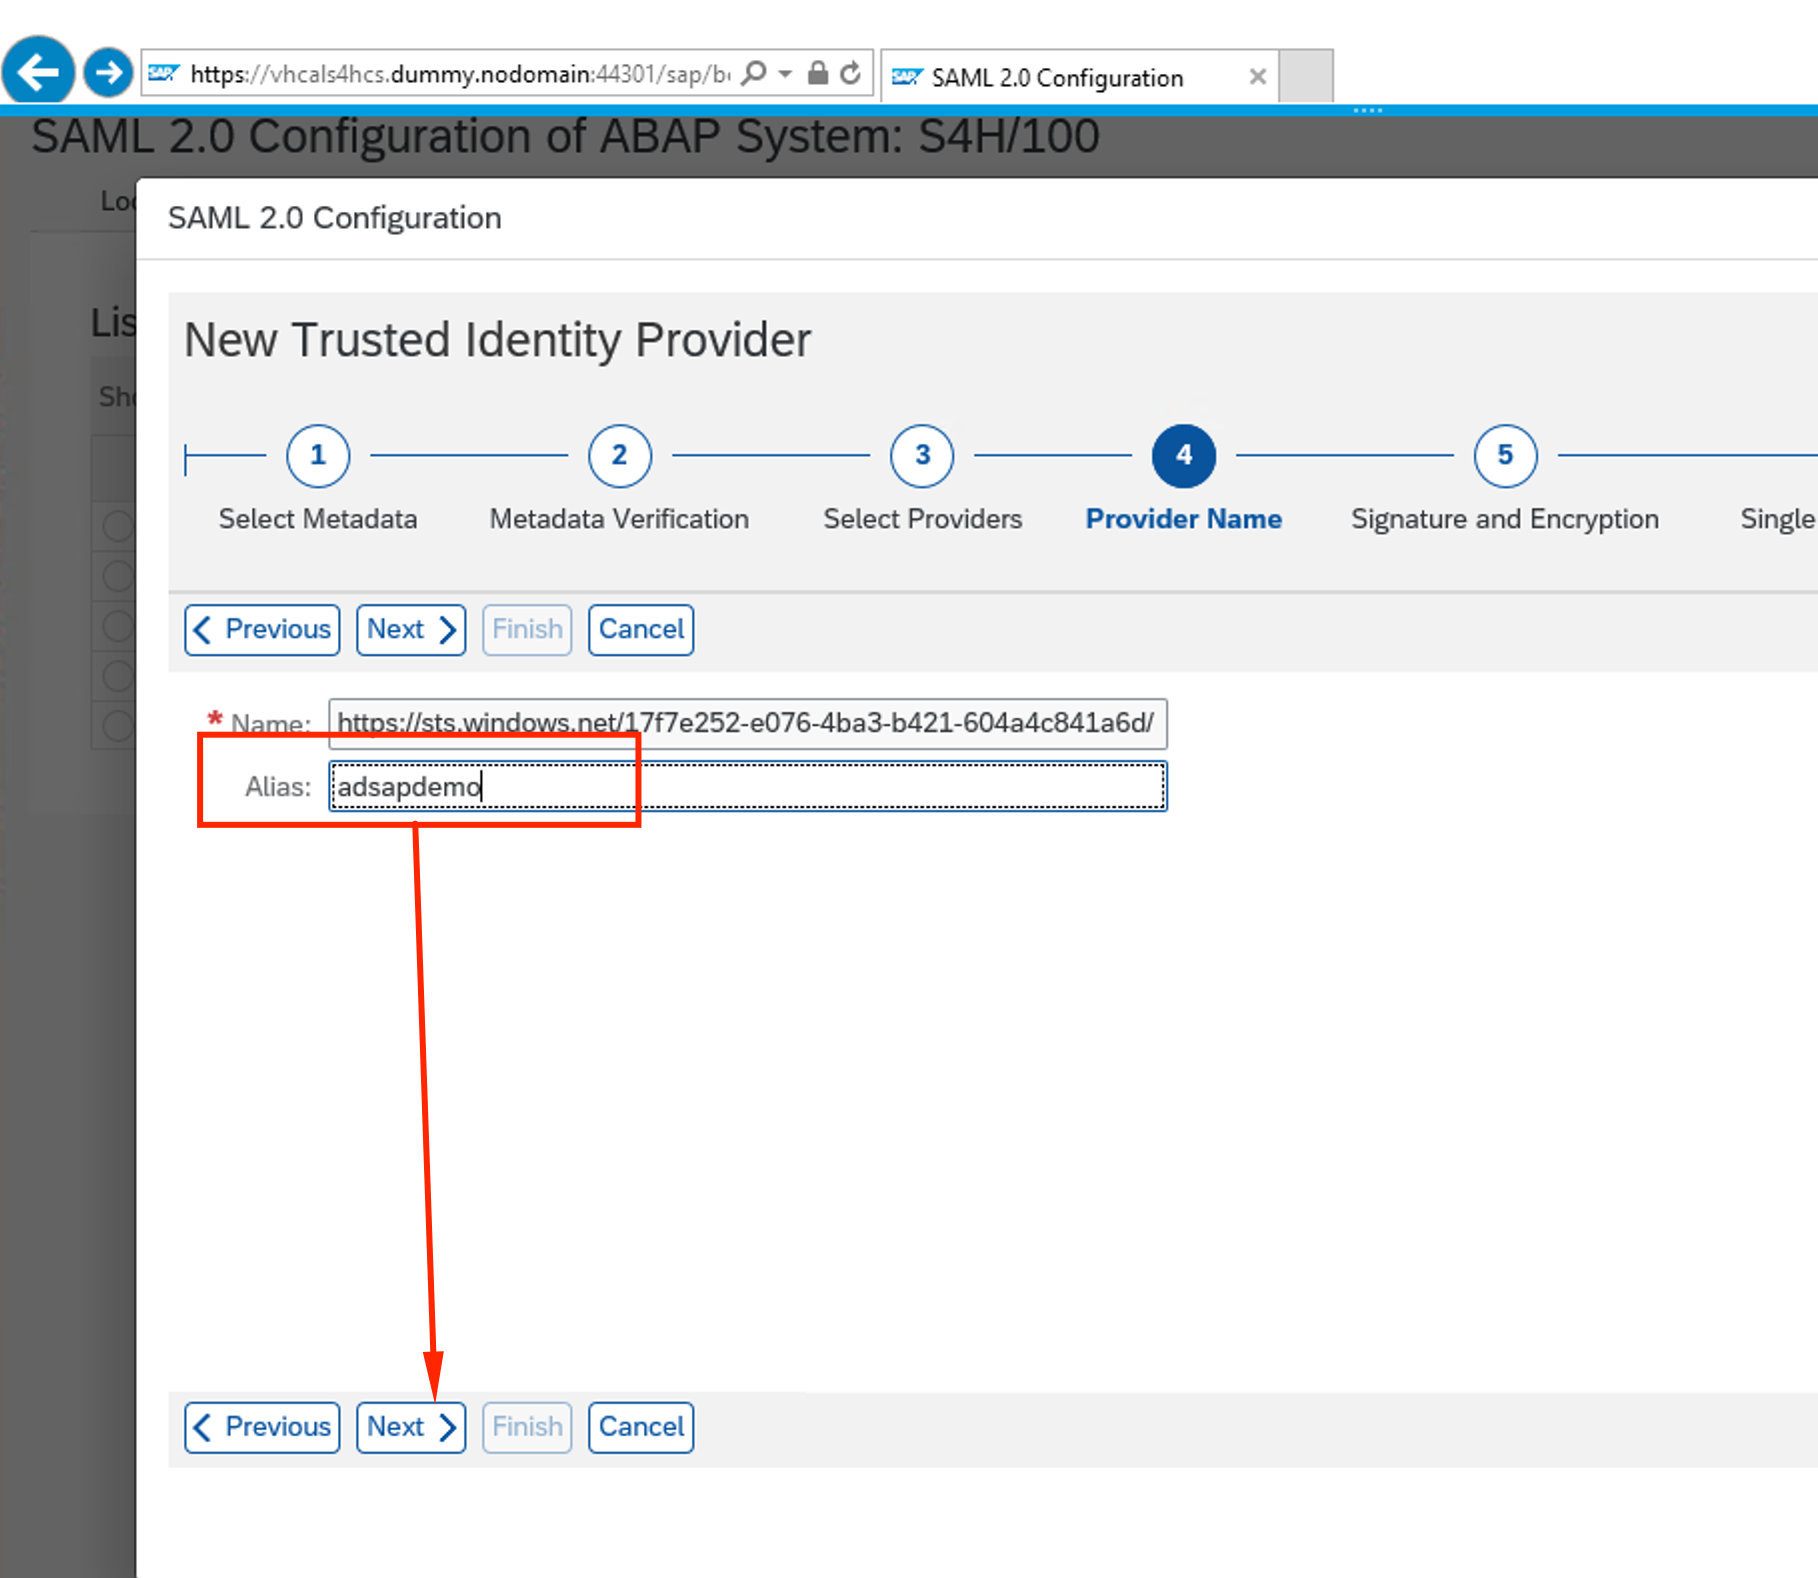 SAP https://vhcals4hcs.dummy.nodomain:44301/sap/b SAP SAML 2.0 Configuration
SAML 2.0 Configuration of ABAP System: S4H/100
SAML 2.0 Configuration
New Trusted Identity Provider
1 2 3 4 5
Select Metadata Metadata Verification Select Providers Provider Name Signature and Encryption Single
Previous Next Finish Cancel
* Name: https://sts.windows.net/17f7e252-e076-4ba3-b421-604a4c841a6d/
Alias: adsapdemo
Previous Next Finish Cancel